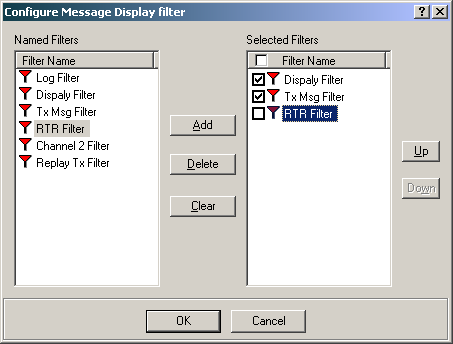 Configure Message Display filter
Named Filters
Filter Name
Log Filter
Dispaly Filter
Tx Msg Filter
RTR Filter
Channel 2 Filter
Replay Tx Filter
Add
Delete
Clear
Selected Filters
Filter Name
Dispaly Filter
Tx Msg Filter
RTR Filter
Up
Down
OK
Cancel